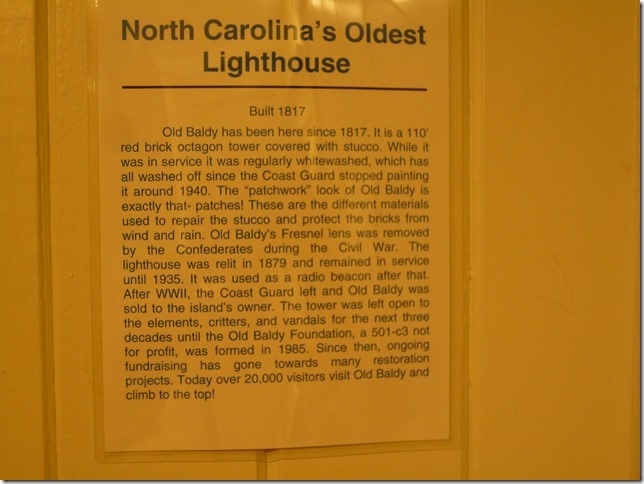 North Carolina's Oldest
Lighthouse
Built 1817
Old Baldy has been here since 1817. It is a 110'
red brick octagon tower covered with stucco. While it
was in service it was regularly whitewashed, which has
all washed off since the Coast Guard stopped painting
it around 1940. The "patchwork" look of Old Baldy is
exactly that- patches! These are the different materials
used to repair the stucco and protect the bricks from
wind and rain. Old Baldy's Fresnel lens was removed
by the Confederates during the Civil War. The
lighthouse was relit in 1879 and remained in service
until 1935. It was used as a radio beacon after that.
After WWII, the Coast Guard left and Old Baldy was
sold to the island's owner. The tower was left open to
the elements, critters, and vandals for the next three
decades until the Old Baldy Foundation, a 501-c3 not
for profit, was formed in 1985. Since then, ongoing
fundraising has gone towards many restoration
projects. Today over 20,000 visitors visit Old Baldy and
climb to the top!